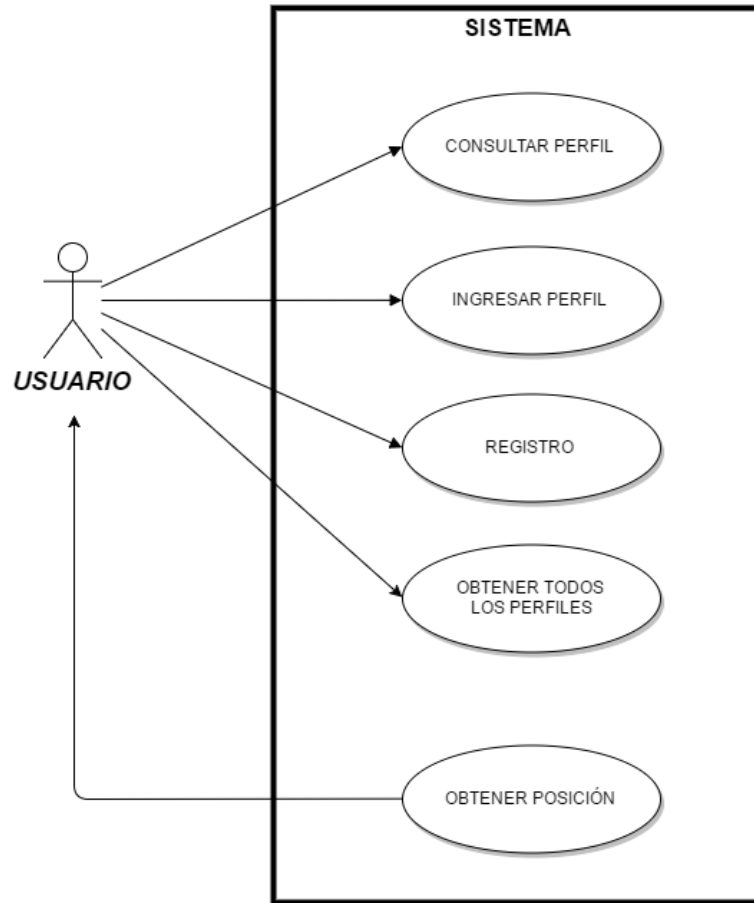 SISTEMA
CONSULTAR PERFIL
INGRESAR PERFIL
USUARIO
REGISTRO
OBTENER TODOS
LOS PERFILES
OBTENER POSICIÓN